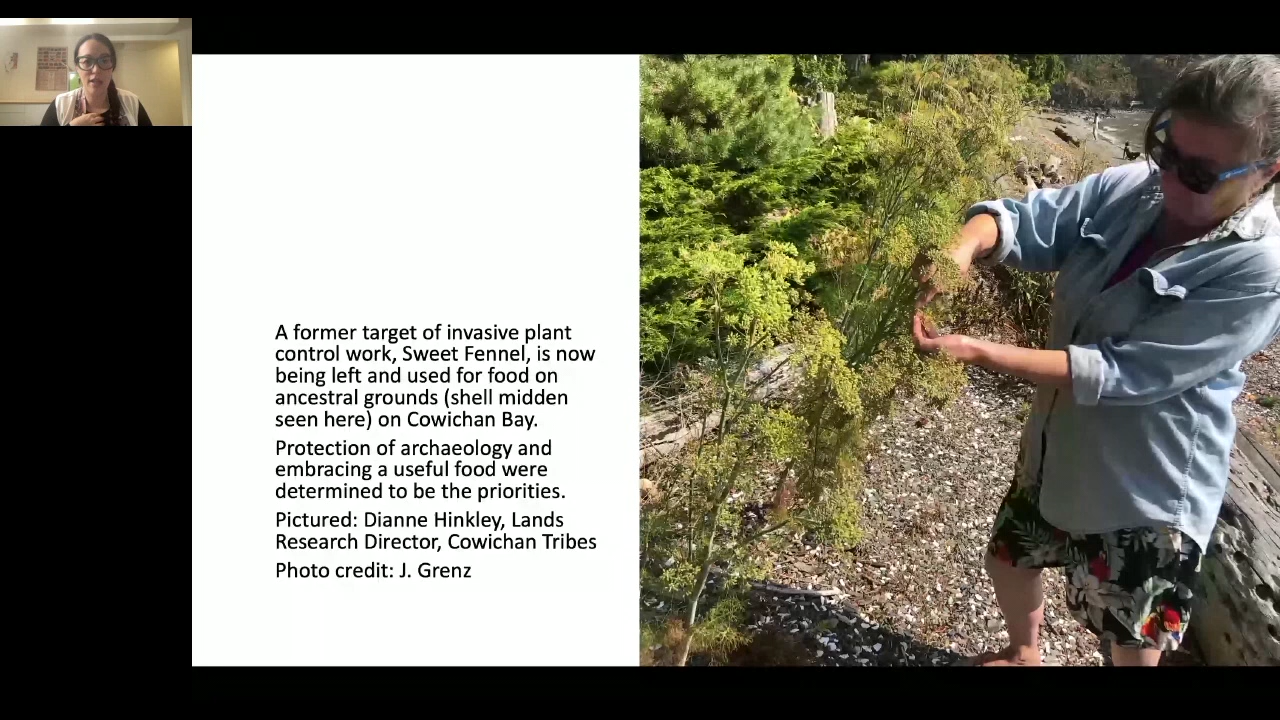 A former target of invasive plant
control work, Sweet Fennel, is now
being left and used for food on
ancestral grounds (shell midden
seen here) on Cowichan Bay.
Protection of archaeology and
embracing a useful food were
determined to be the priorities.
Pictured: Dianne Hinkley, Lands
Research Director, Cowichan Tribes
Photo credit: J. Grenz